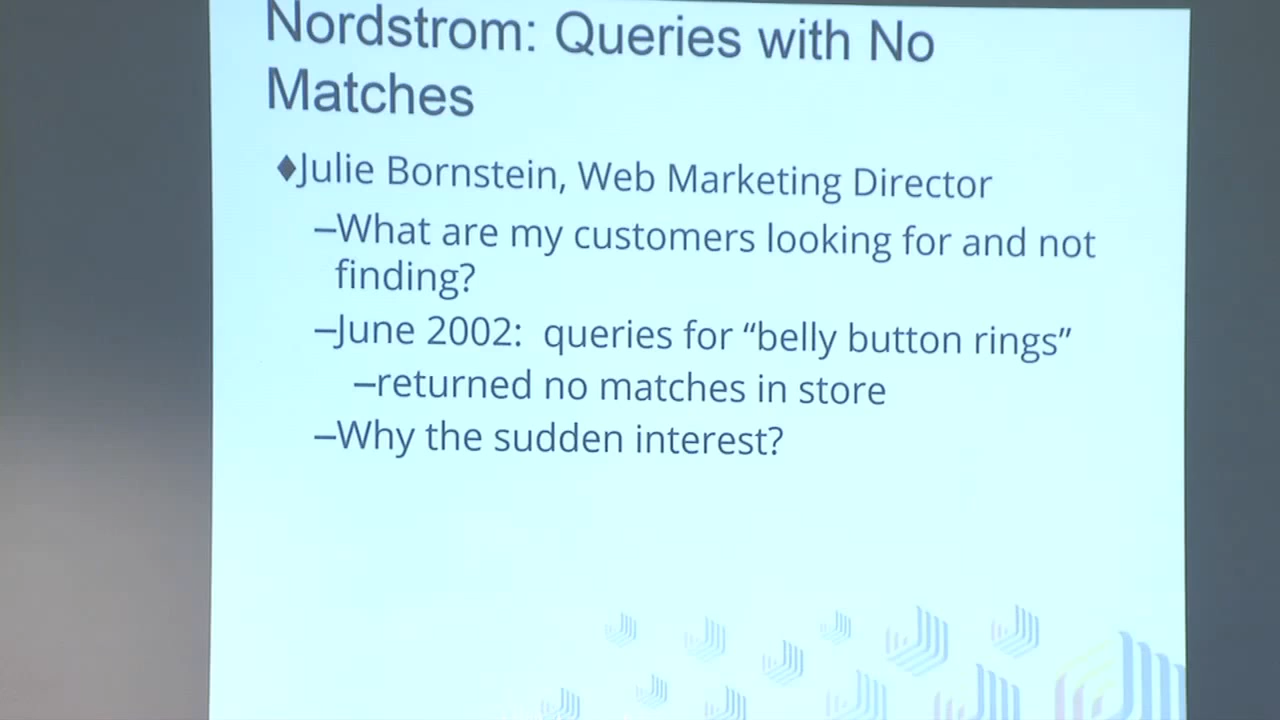 Nordstrom: Queries with No
Matches
♦Julie Bornstein, Web Marketing Director
–What are my customers looking for and not
finding?
–June 2002: queries for “belly button rings”
–returned no matches in store
–Why the sudden interest?